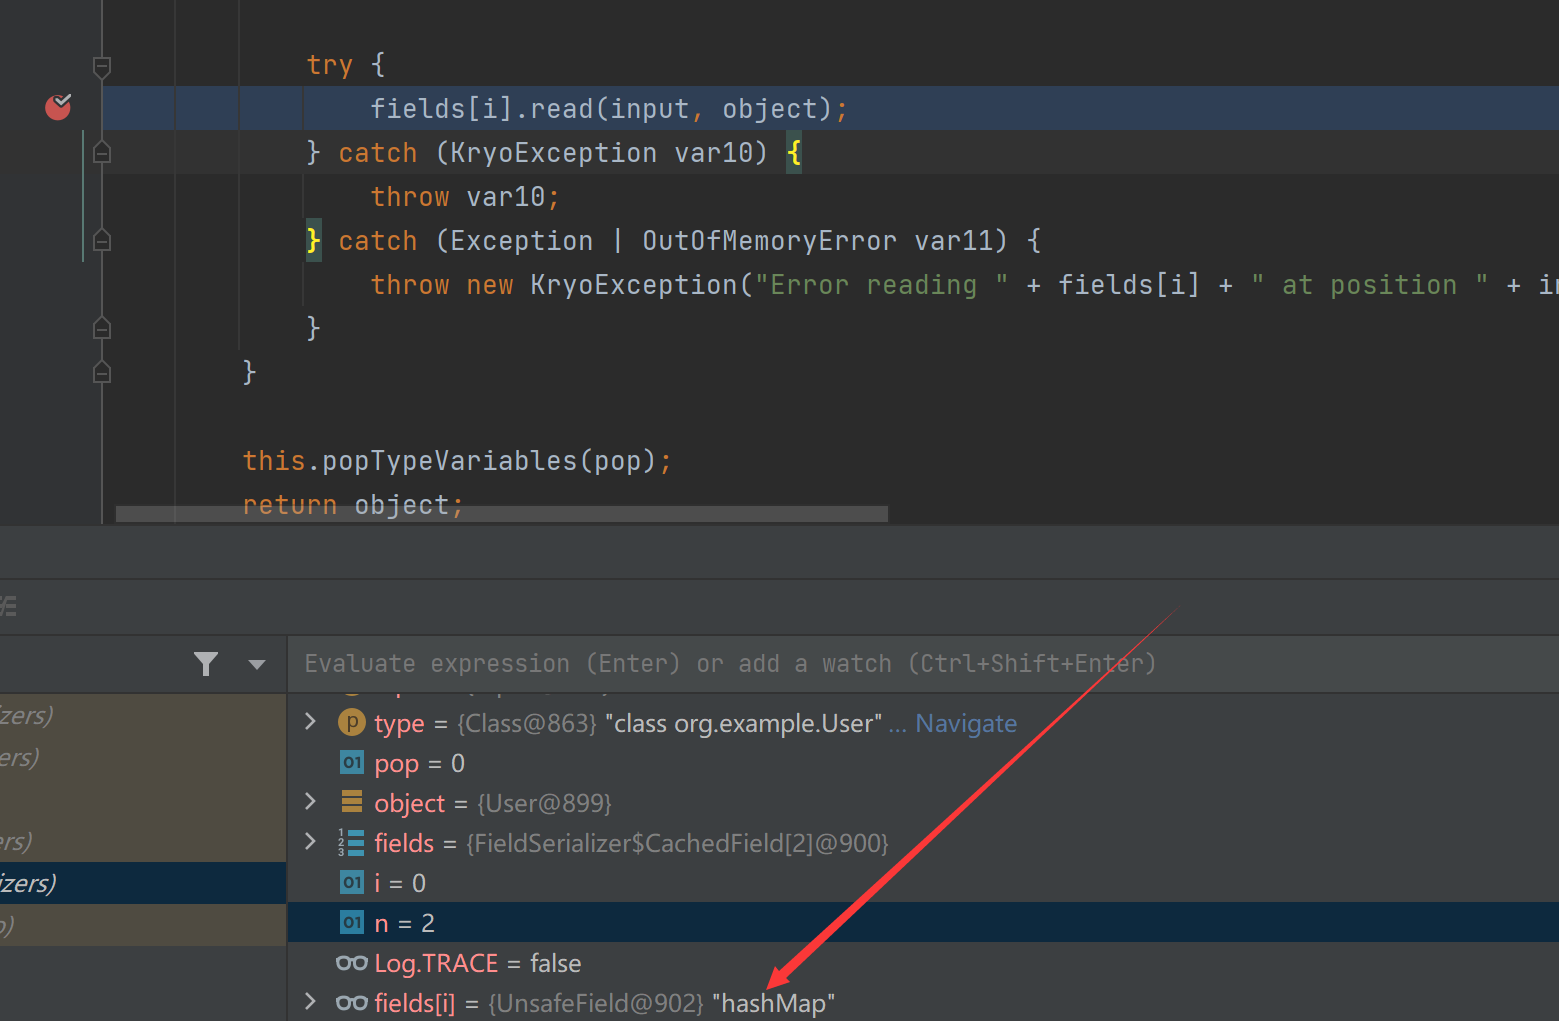 try {
fields[i].read(input, object);
} catch (KryoException var10) {
throw var10;
} catch (Exception | OutOfMemoryError var11) {
throw new KryoException("Error reading " + fields[i] + " at position " + in
}
}
this.popTypeVariables(pop);
return object;
Evaluate expression (Enter) or add a watch (Ctrl+Shift+Enter)
type = {Class@863} "class org.example.User" ... Navigate
pop = 0
object = {User@899}
fields = {FieldSerializer$CachedField[2]@900}
i = 0
n = 2
Log.TRACE = false
fields[i] = {UnsafeField@902} "hashMap"
izers)
ers)
ers)
izers)